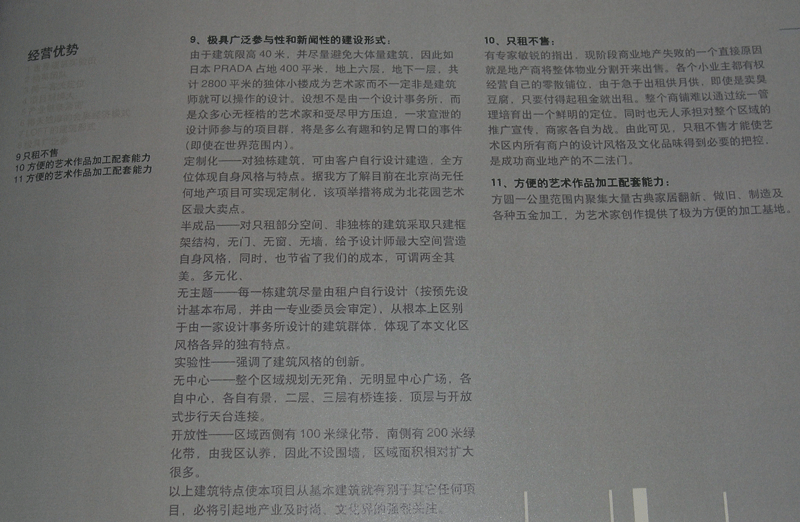 经营优势
9 只租不售
10 方便的艺术作品加工配套能力
11 方便的艺术作品加工配套能力
9、极具广泛参与性和新闻性的建设形式：
由于建筑限高 40 米，并尽量避免大体量建筑，因此如
日本 PRADA 占地 400 平米，地上六层，地下一层，共
计 2800 平米的独体小楼成为艺术家而不一定非是建筑
师就可以操作的设计。设想不是由一个设计事务所，而
是众多心无桎梏的艺术家和受尽甲方压迫，一求宣泄的
设计师参与的项目群，将是多么有趣和钓足胃口的事件
（即使在世界范围内）。
定制化——对独栋建筑，可由客户自行设计建造，全方
位体现自身风格与特点。据我方了解目前在北京尚无任
何地产项目可实现定制化，该项举措将成为北花园艺术
区最大卖点。
半成品——对只租部分空间、非独栋的建筑采取只建框
架结构，无门、无窗、无墙，给予设计师最大空间营造
自身风格，同时，也节省了我们的成本，可谓两全其
美。多元化、
无主题——每一栋建筑尽量由租户自行设计（按预先设
计基本布局，并由一专业委员会审定），从根本上区别
于由一家设计事务所设计的建筑群体，体现了本文化区
风格各异的独有特点。
实验性——强调了建筑风格的创新。
无中心——整个区域规划无死角，无明显中心广场，各
自中心，各自有景，二层、三层有桥连接，顶层与开放
式步行天台连接。
开放性——区域西侧有 100 米绿化带，南侧有 200 米绿
化带，由我区认养，因此不设围墙，区域面积相对扩大
很多。
以上建筑特点使本项目从基本建筑就有别于其它任何项
目，必将引起地产业及时尚、文化界的强烈关注。
10、只租不售：
有专家敏锐的指出，现阶段商业地产失败的一个直接原因
就是地产商将整体物业分割开来出售。各个小业主都有权
经营自己的零散铺位，由于急于出租供月供，即使是卖臭
豆腐，只要付得起租金就出租。整个商铺难以通过统一管
理培育出一个鲜明的定位。同时也无人承担对整个区域的
推广宣传，商家各自为战。由此可见，只租不售才能使艺
术区内所有商户的设计风格及文化品味得到必要的把控，
是成功商业地产的不二法门。
11、方便的艺术作品加工配套能力：
方圆一公里范围内聚集大量古典家居翻新、做旧、制造及
各种五金加工，为艺术家创作提供了极为方便的加工基地。